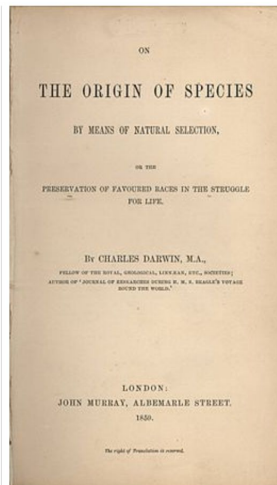 ON
THE ORIGIN OF SPECIES
BY MEANS OF NATURAL SELECTION,
OR THE
PRESERVATION OF FAVOURED RACES IN THE STRUGGLE
FOR LIFE.
BY CHARLES DARWIN, M.A.,
FELLOW OF THE ROYAL, GEOLOGICAL, LINNÆAN, ETC., SOCIETIES;
AUTHOR OF 'JOURNAL OF RESEARCHES DURING H. M. S. BEAGLE'S VOYAGE
ROUND THE WORLD.'
LONDON:
JOHN MURRAY, ALBEMARLE STREET.
1859.
The right of Translation is reserved.